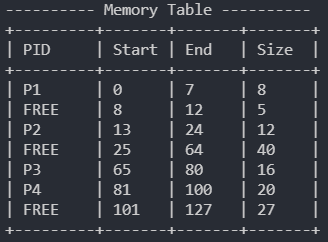 ---------- Memory Table ----------
+---------+-------+-------+------+
| PID     | Start | End   | Size |
+---------+-------+-------+------+
| P1      | 0     | 7     | 8    |
| FREE    | 8     | 12    | 5    |
| P2      | 13    | 24    | 12   |
| FREE    | 25    | 64    | 40   |
| P3      | 65    | 80    | 16   |
| P4      | 81    | 100   | 20   |
| FREE    | 101   | 127   | 27   |
+---------+-------+-------+------+